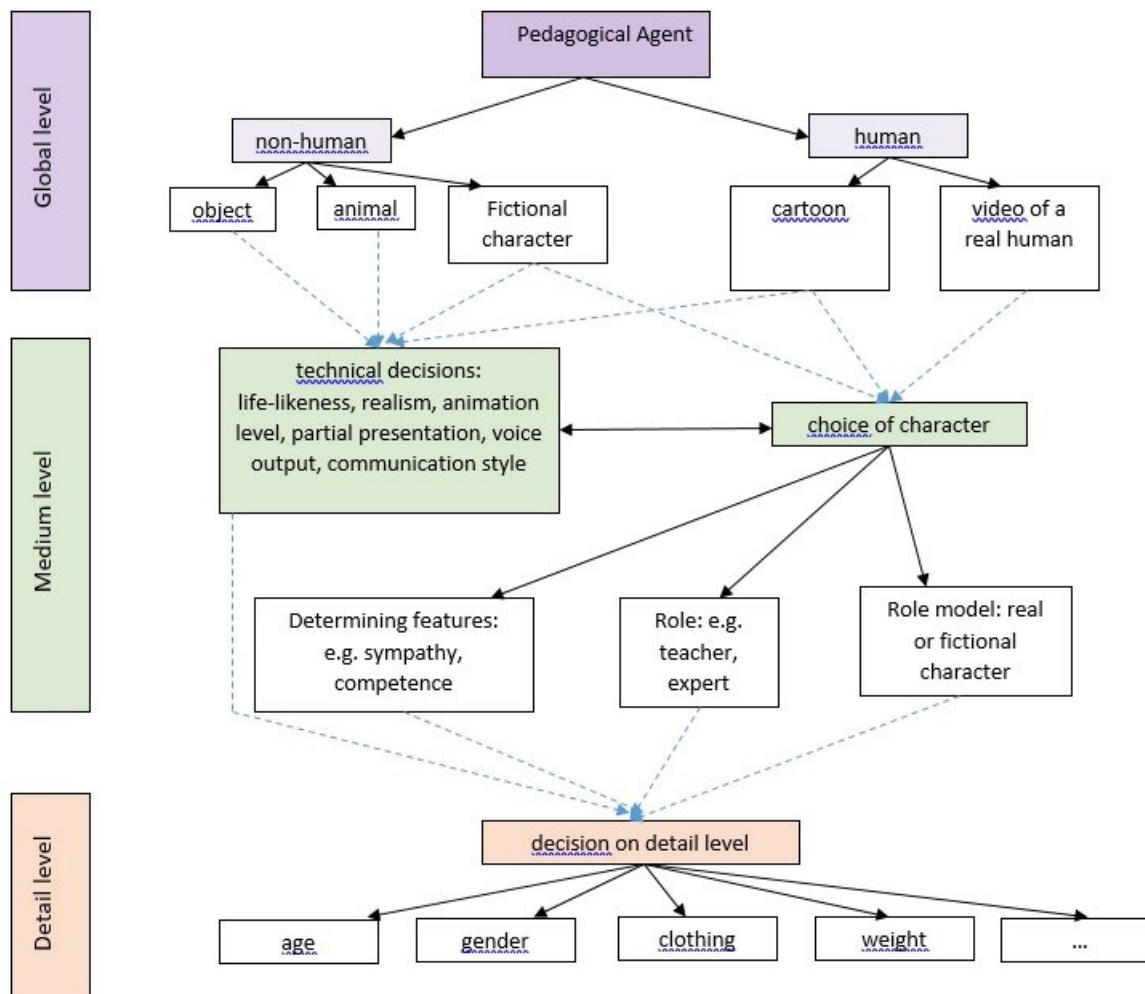 Pedagogical Agent
Global level
non-human
human
object
animal
Fictional
character
cartoon
video of a
real human
Medium level
technical decisions:
life-likeness, realism, animation
level, partial presentation, voice
output, communication style
choice of character
Determining features:
e.g. sympathy,
competence
Role: e.g.
teacher,
expert
Role model: real
or fictional
character
Detail level
decision on detail level
age
gender
clothing
weight
...